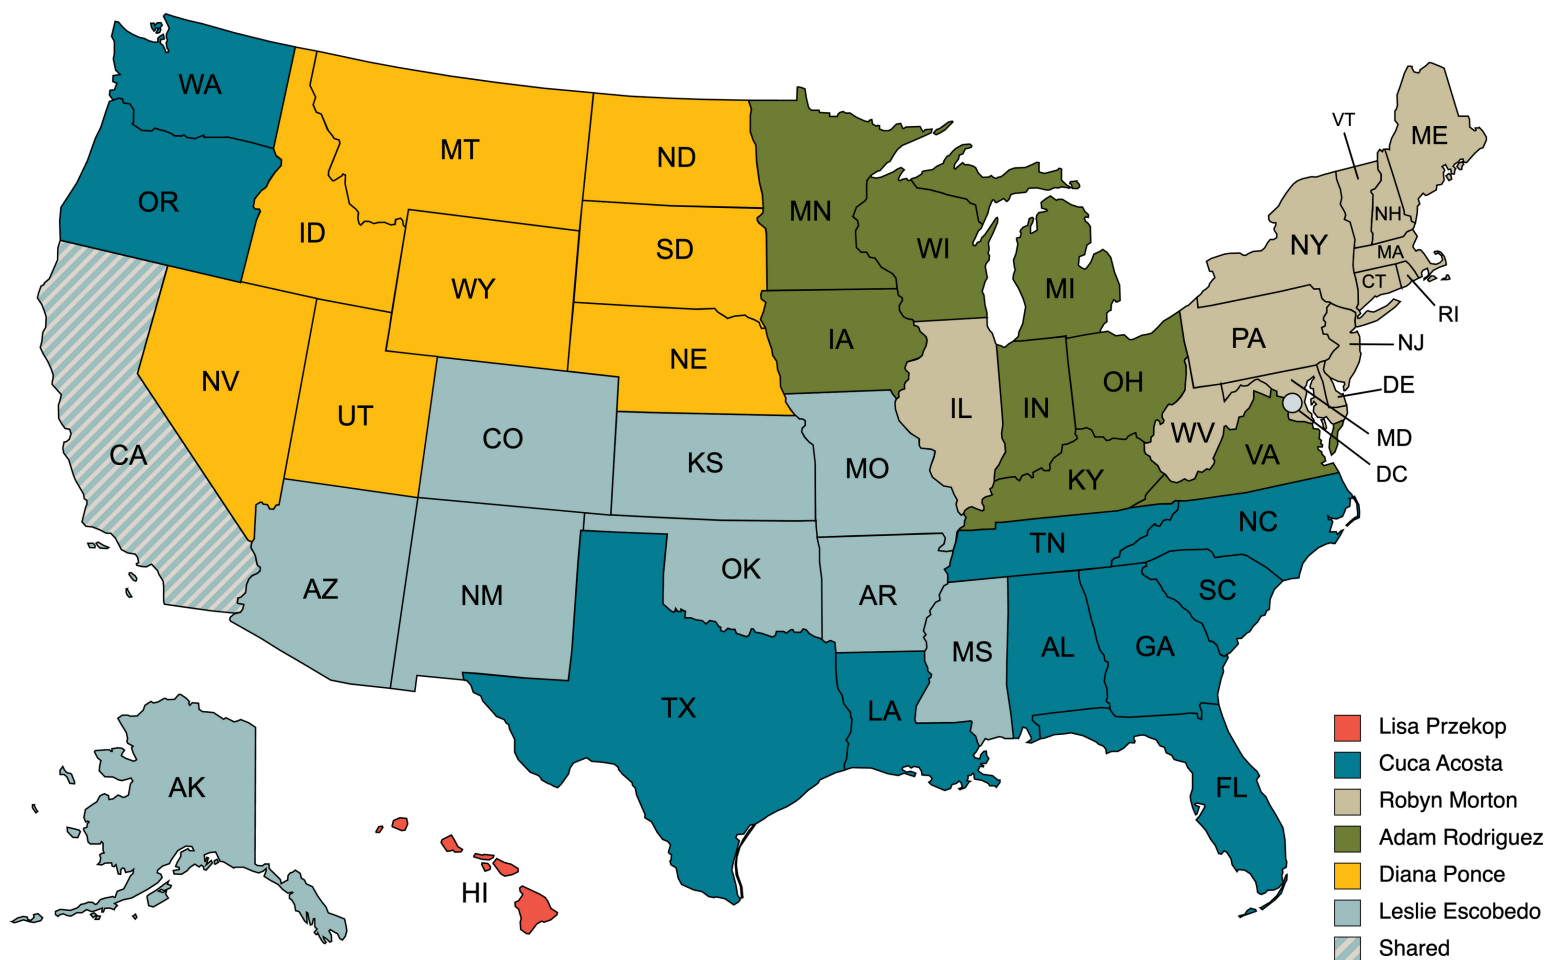 WA
VT
ME
MT
ND
OR
MN
NH
ID
NY
WI
SD
MA
CT
WY
MI
RI
PA
IA
NJ
NE
NV
OH
DE
IL
IN
UT
WV
CO
MD
CA
VA
KS
MO
DC
KY
NC
TN
OK
AZ
NM
AR
SC
MS
AL
GA
TX
LA
AK
FL
HI
Lisa Przekop
Cuca Acosta
Robyn Morton
Adam Rodriguez
Diana Ponce
Leslie Escobedo
Shared